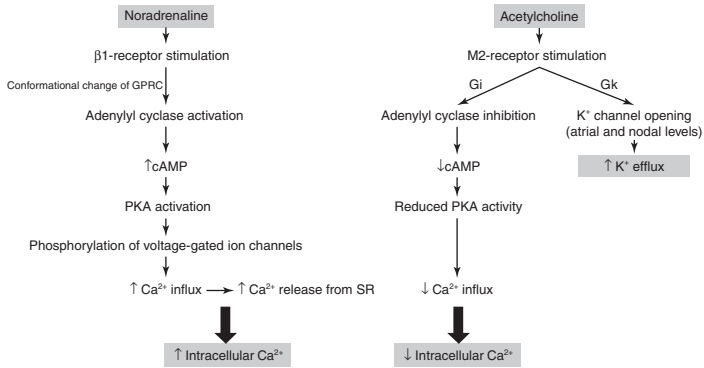 Noradrenaline
β1-receptor stimulation
Conformational change of GPRC
Adenylyl cyclase activation
↑cAMP
PKA activation
Phosphorylation of voltage-gated ion channels
↑ Ca²⁺ influx → ↑ Ca²⁺ release from SR
↑ Intracellular Ca²⁺
Acetylcholine
M2-receptor stimulation
Gi
Gk
Adenylyl cyclase inhibition
↓cAMP
Reduced PKA activity
↓ Ca²⁺ influx
↓ Intracellular Ca²⁺
K⁺ channel opening
(atrial and nodal levels)
↑ K⁺ efflux